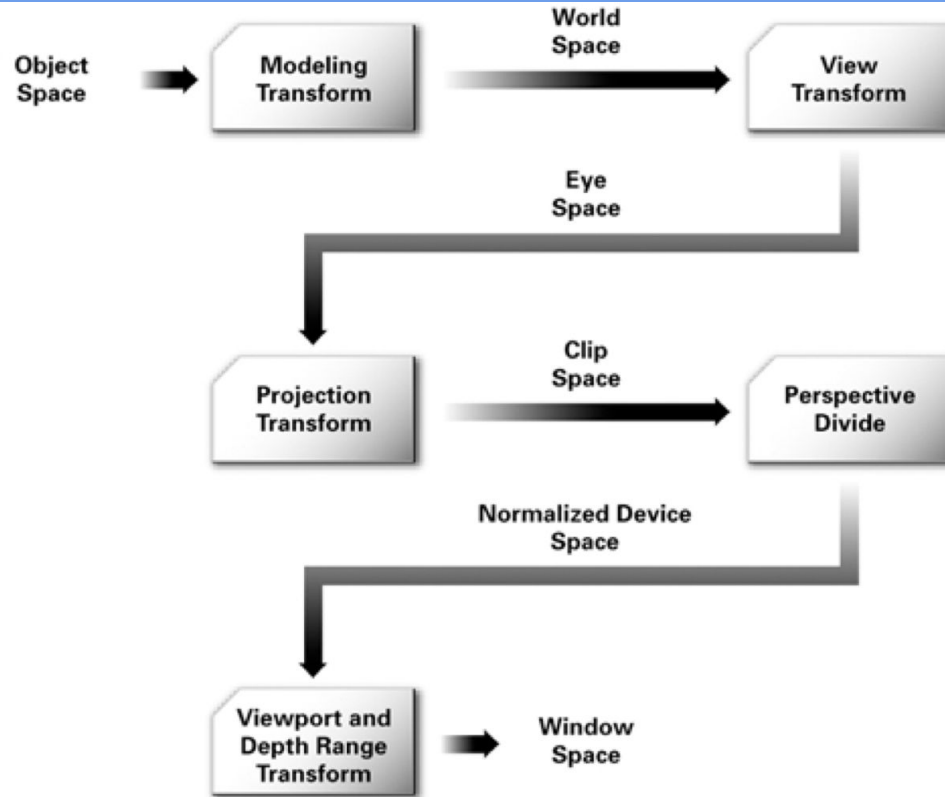 Object
Space
Modeling
Transform
World
Space
View
Transform
Eye
Space
Projection
Transform
Clip
Space
Perspective
Divide
Normalized Device
Space
Viewport and
Depth Range
Transform
Window
Space